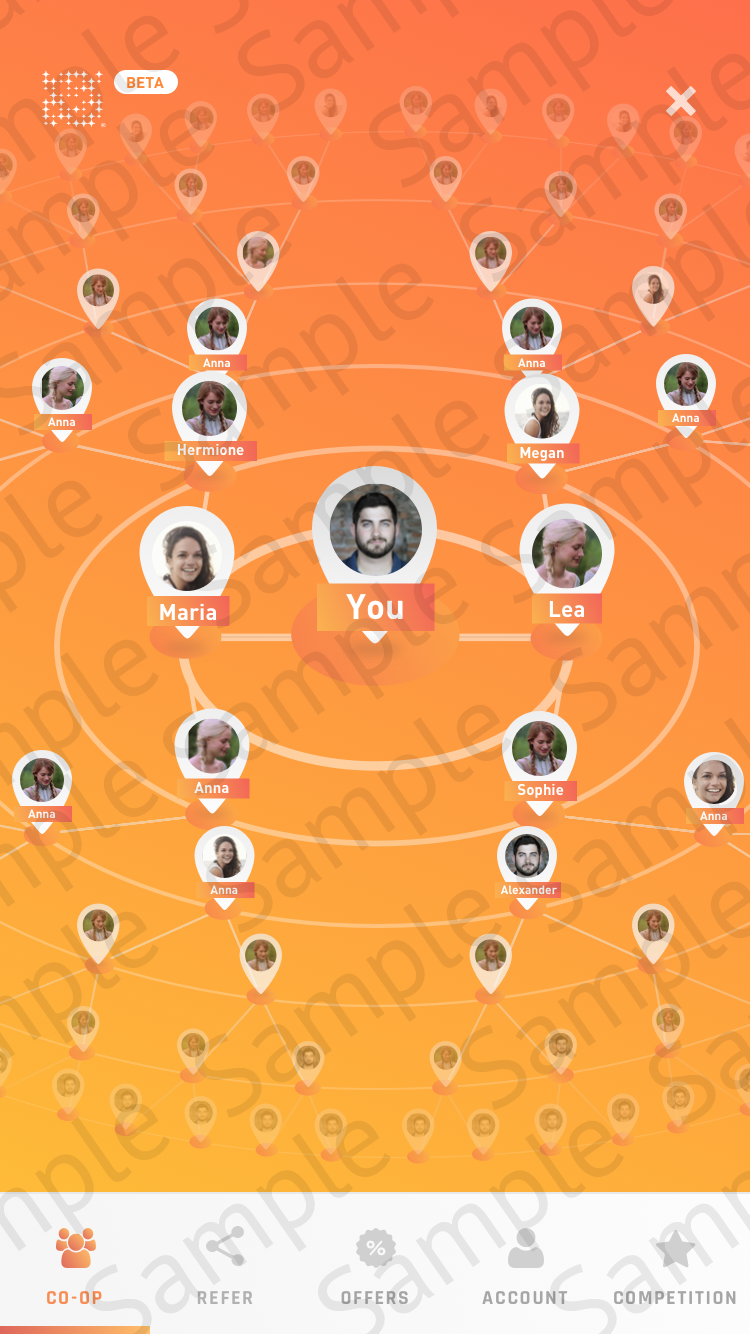 BETA
Anna
Anna
Anna
Anna
Hermione
Megan
You
Maria
Lea
Anna
Sophie
Anna
Anna
Anna
Alexander
CO-OP
REFER
OFFERS
ACCOUNT
COMPETITION
Sample